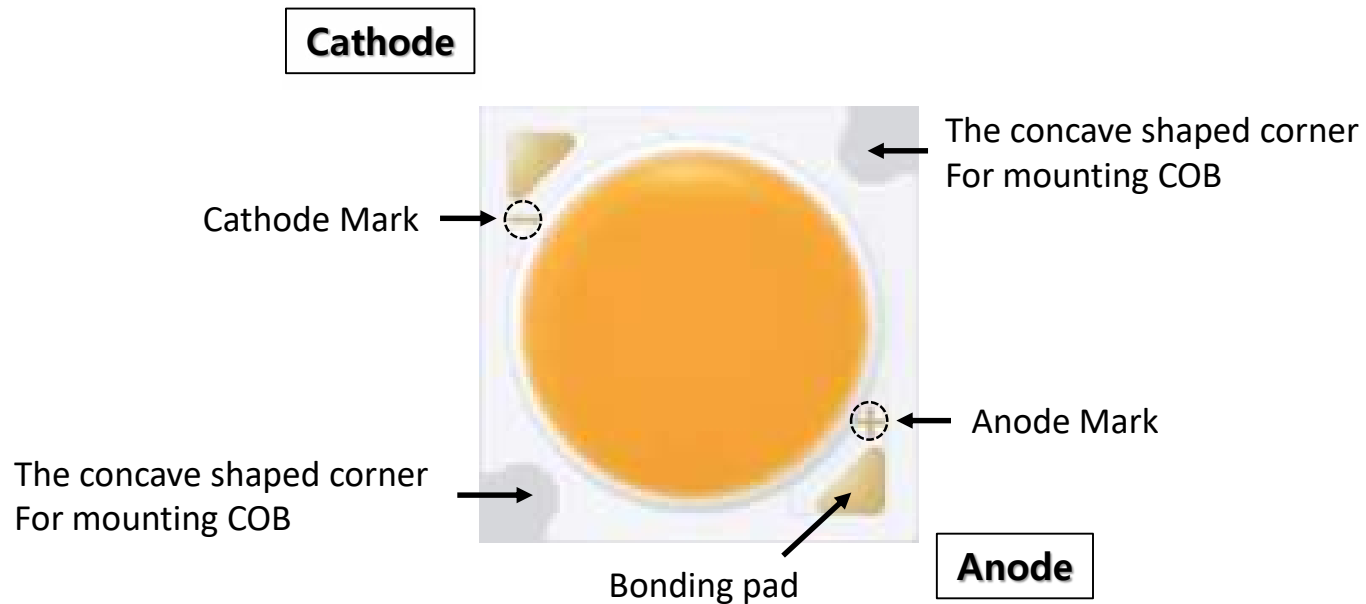 Cathode
The concave shaped corner
For mounting COB
Cathode Mark
−
+
Anode Mark
The concave shaped corner
For mounting COB
Bonding pad
Anode